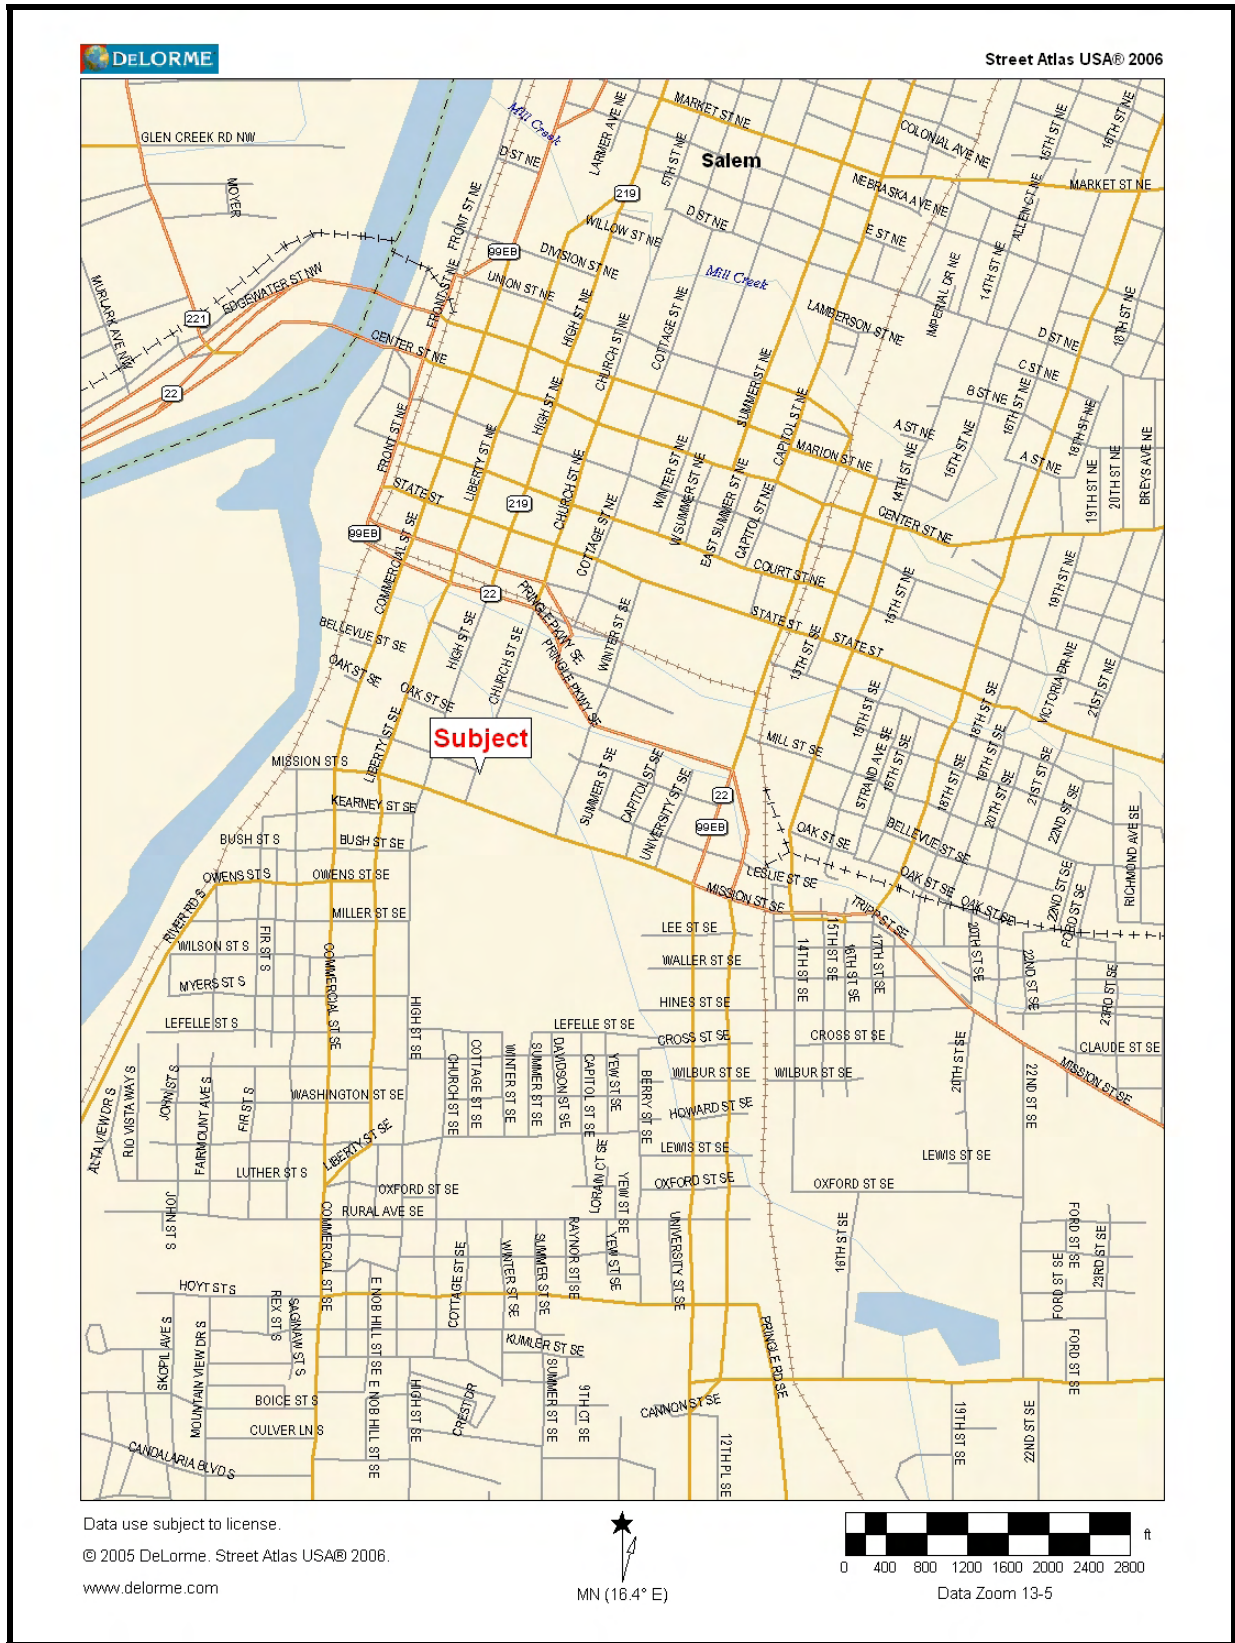 DELORME
Street Atlas USA® 2006
MARKET ST NE
Mill Creek
LARMER AVE NE
COLONIAL AVE NE
15TH ST NE
16TH ST NE
GLEN CREEK RD NW
D ST NE
5TH ST NE
Salem
MOYER
219
NEBRASKA AVE NE
MARKET ST NE
ALLEN CT NE
FRONT ST NE
WILLOW ST NE
D ST NE
E ST NE
99EB
DIVISION ST NE
Mill Creek
IMPERIAL DR NE
14TH ST NE
MURLARK AVE NW
EDGEWATER ST NW
FRONT ST NE
UNION ST NE
HIGH ST NE
COTTAGE ST NE
LAMBERSON ST NE
18TH ST NE
221
CENTER ST NE
CHURCH ST NE
D ST NE
C ST NE
22
HIGH ST NE
SUMMER ST NE
CAPITOL ST NE
B ST NE
16TH ST NE
FRONT ST NE
LIBERTY ST NE
A ST NE
15TH ST NE
18TH ST NE
MARION ST NE
A ST NE
BREYS AVE NE
STATE ST
CHURCH ST NE
WINTER ST NE
W SUMMER ST NE
EAST SUMMER ST NE
CAPITOL ST NE
14TH ST NE
19TH ST NE
20TH ST NE
219
COTTAGE ST NE
CENTER ST NE
99EB
COMMERCIAL ST SE
COURT ST NE
19TH ST NE
22
PRINGLE PKWY SE
15TH ST NE
BELLEVUE ST SE
HIGH ST SE
CHURCH ST SE
WINTER ST SE
STATE ST
STATE ST
13TH ST SE
OAK ST SE
OAK ST SE
PRINGLE PKWY SE
VICTORIA DR NE
21ST ST NE
LIBERTY ST SE
Subject
MILL ST SE
15TH ST SE
STRAND AVE SE
16TH ST SE
18TH ST SE
MISSION ST S
SUMMER ST SE
CAPITOL ST SE
UNIVERSITY ST SE
18TH ST SE
19TH ST SE
20TH ST SE
21ST ST SE
22ND ST SE
KEARNEY ST SE
22
RICHMOND AVE SE
BUSH ST S
BUSH ST SE
99EB
OAK ST SE
BELLEVUE ST SE
OWENS ST S
OWENS ST SE
LESLIE ST SE
OAK ST SE
22ND ST SE
RIVER RD S
MILLER ST SE
MISSION ST SE
TRIPP ST SE
OAK ST SE
FORD ST SE
WILSON ST S
FIR ST S
COMMERCIAL ST SE
LEE ST SE
14TH ST SE
15TH ST SE
16TH ST SE
17TH ST SE
20TH ST SE
22ND ST SE
23RD ST SE
WALLER ST SE
MYERS ST S
HIGH ST SE
HINES ST SE
LEFELLE ST S
LEFELLE ST SE
CROSS ST SE
CROSS ST SE
CLAUDE ST SE
CHURCH ST SE
COTTAGE ST SE
WINTER ST SE
SUMMER ST SE
DAVIDSON ST SE
CAPITOL ST SE
YEW ST SE
BERRY ST SE
WILBUR ST SE
WILBUR ST SE
20TH ST SE
22ND ST SE
MISSION ST SE
ALTA VIEW DR S
RIO VISTA WAY S
JOHN ST S
FAIRMOUNT AVE S
FIR ST S
WASHINGTON ST SE
HOWARD ST SE
LIBERTY ST SE
LEWIS ST SE
LEWIS ST SE
LUTHER ST S
OXFORD ST SE
LORAIN CT SE
YEW ST SE
OXFORD ST SE
OXFORD ST SE
JOHN ST S
COMMERCIAL ST SE
RURAL AVE SE
UNIVERSITY ST SE
19TH ST SE
FORD ST SE
23RD ST SE
COTTAGE ST SE
WINTER ST SE
SUMMER ST SE
RAYNOR ST SE
YEW ST SE
FORD ST SE
HOYT ST S
REX ST S
SAGINAW ST S
E NOB HILL ST SE
SKOPIL AVE S
MOUNTAIN VIEW DR S
KUMLER ST SE
PRINGLE RD SE
FORD ST SE
BOICE ST S
E NOB HILL ST SE
HIGH ST SE
CREST DR
SUMMER ST SE
9TH CT SE
CANNON ST SE
CULVER LN S
12TH PL SE
19TH ST SE
22ND ST SE
CANDALARIA BLVD S
Data use subject to license.
© 2005 DeLorme. Street Atlas USA® 2006.
www.delorme.com
MN (16.4° E)
ft
0 400 800 1200 1600 2000 2400 2800
Data Zoom 13-5